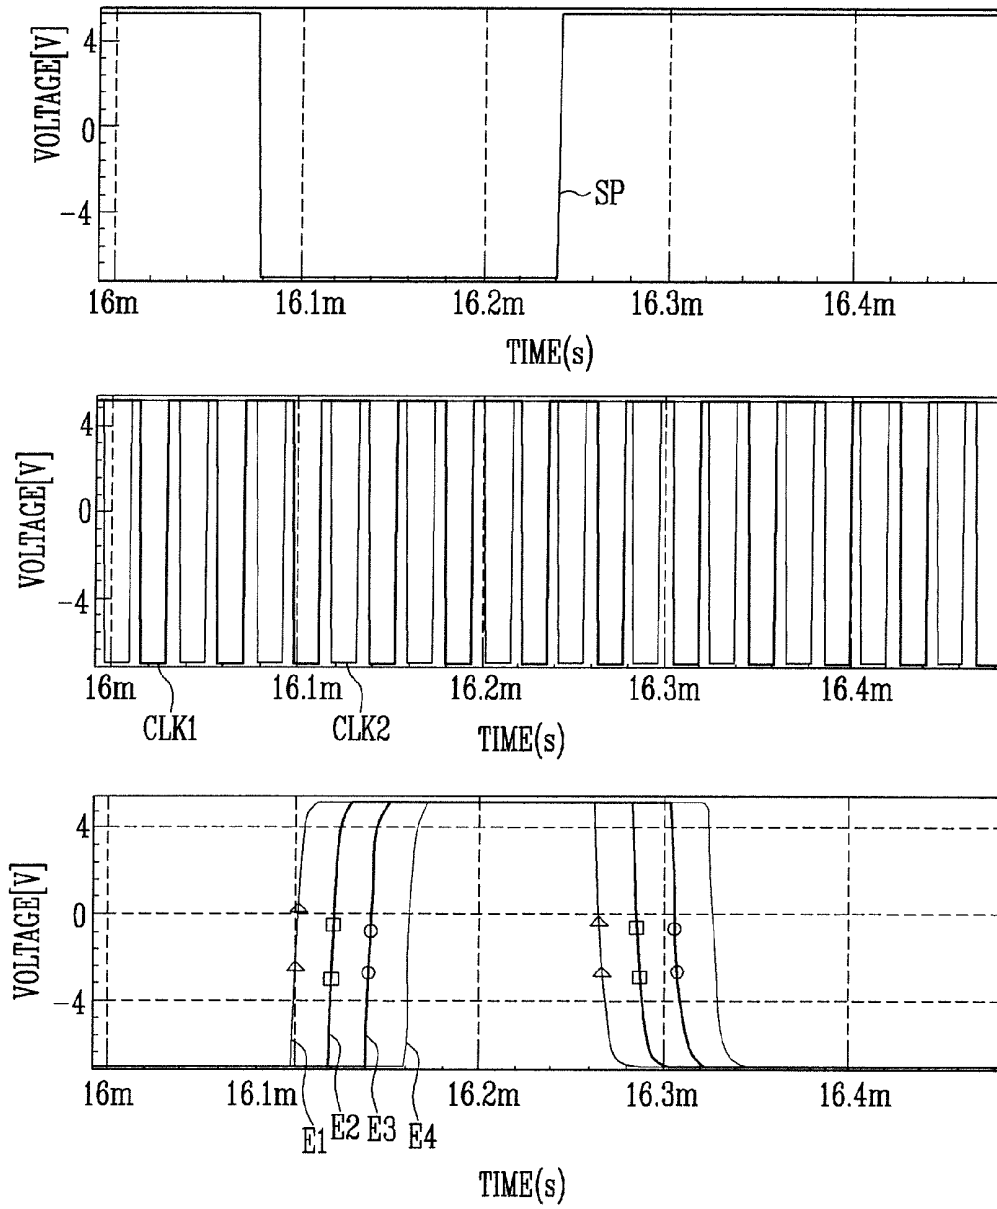 VOLTAGE[V]
4
0
-4
SP
16m 16.1m 16.2m 16.3m 16.4m
TIME(s)
VOLTAGE[V]
4
0
-4
16m 16.1m 16.2m 16.3m 16.4m
CLK1 CLK2
TIME(s)
VOLTAGE[V]
4
0
-4
16m 16.1m 16.2m 16.3m 16.4m
E1 E2 E3 E4
TIME(s)